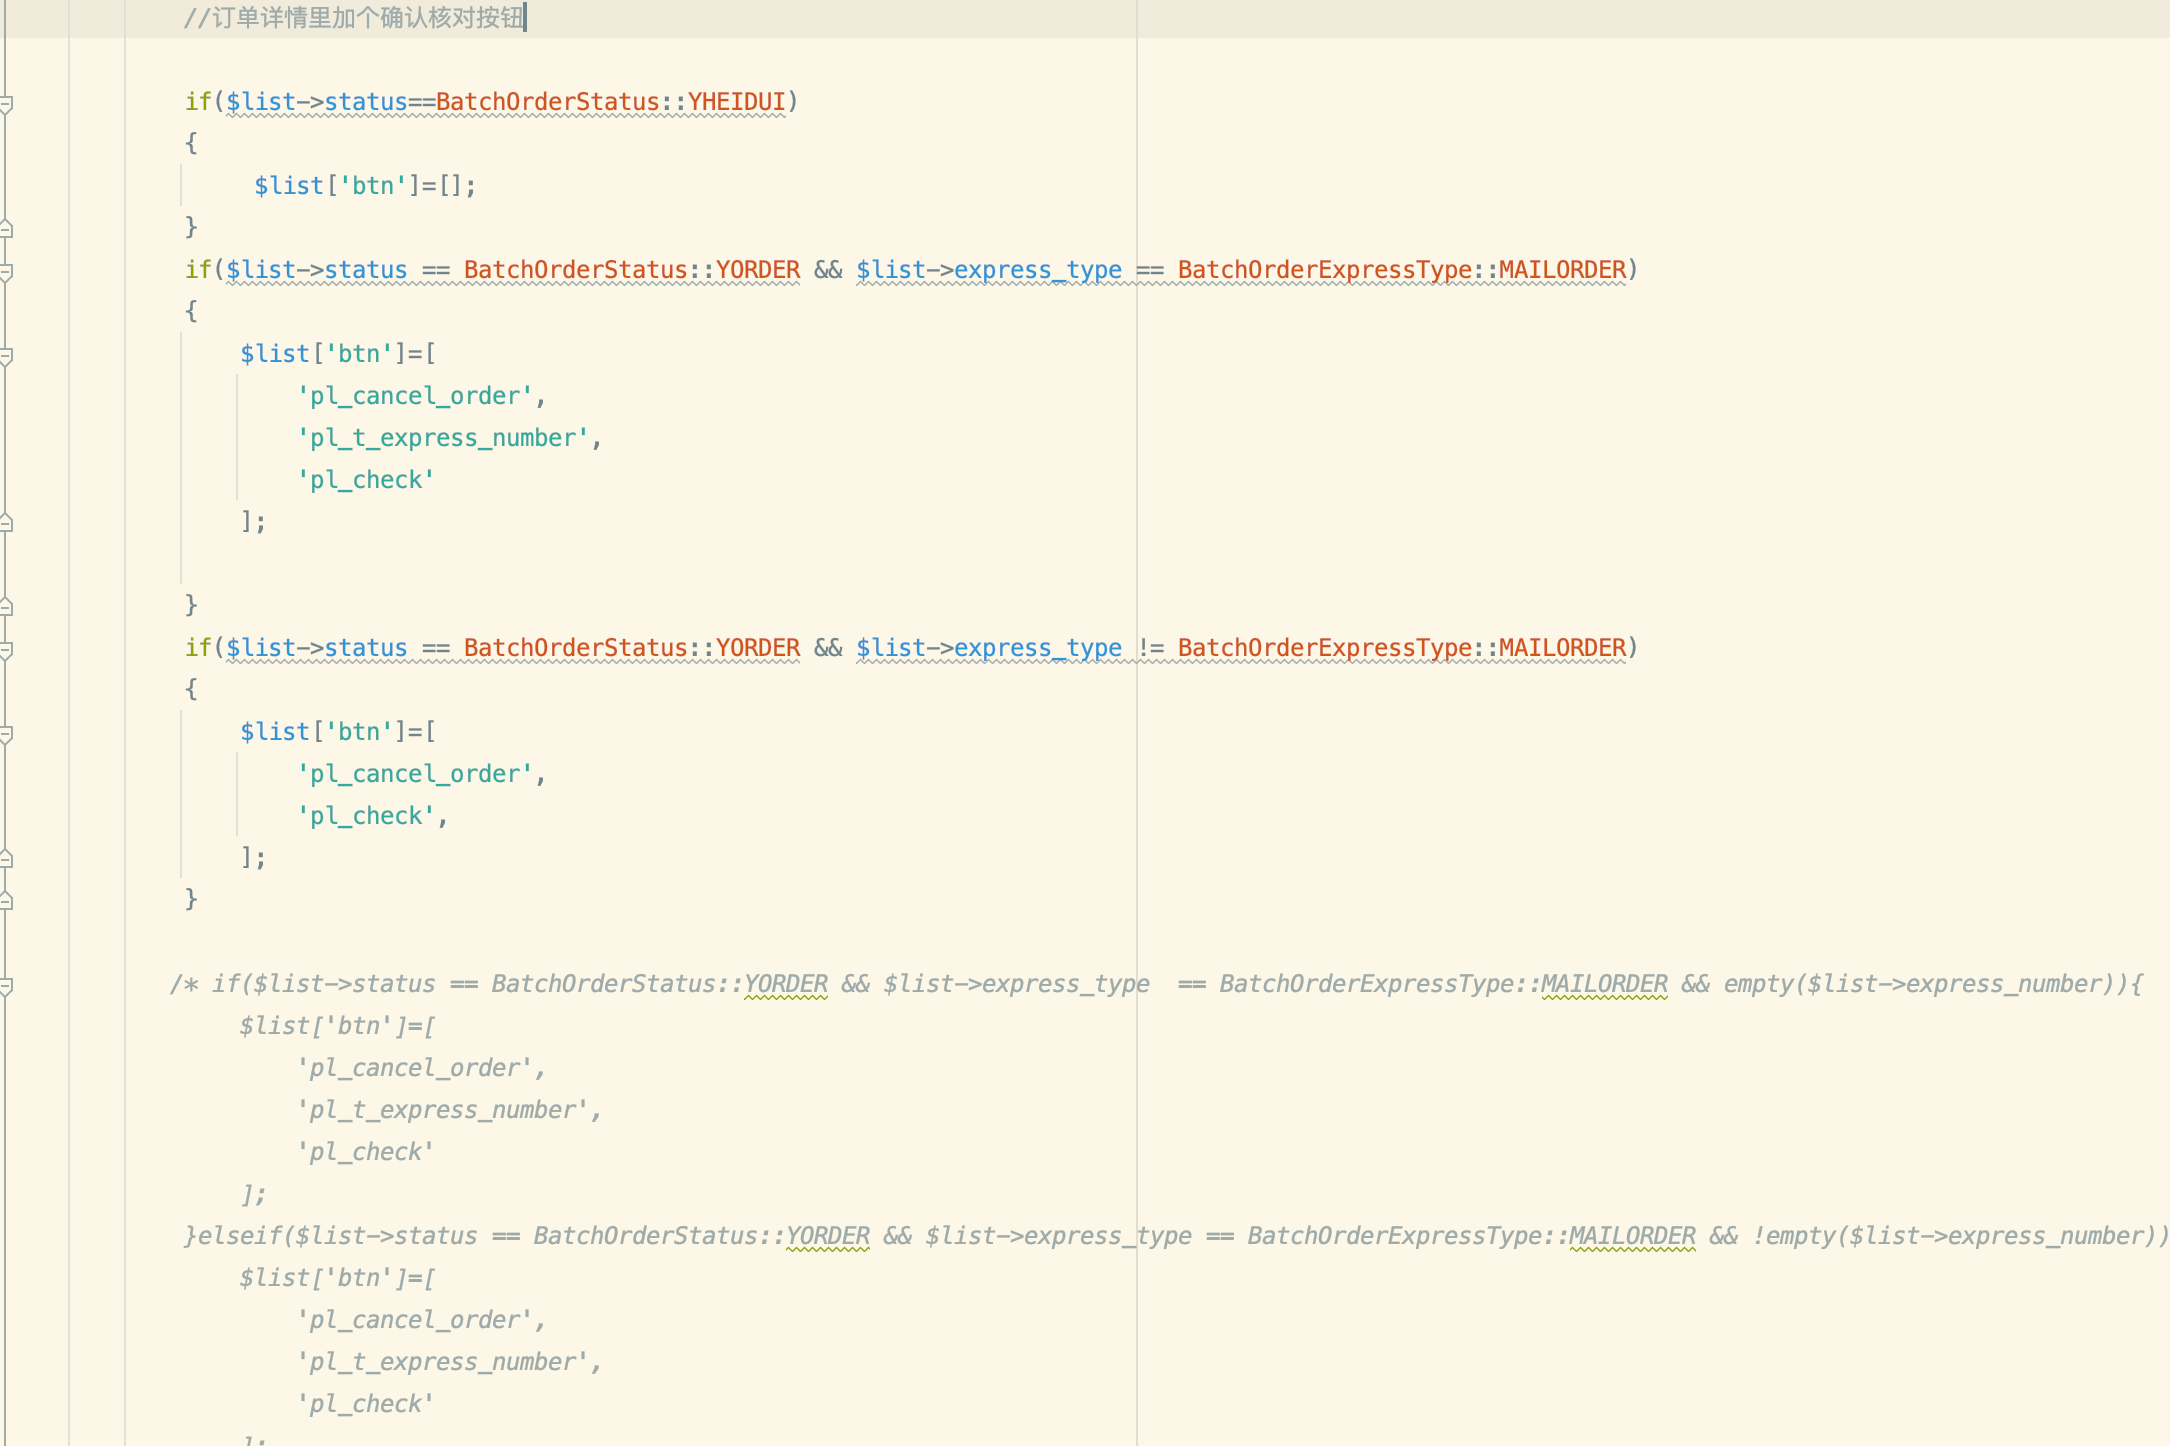 //订单详情里加个确认核对按钮
if($list->status==BatchOrderStatus::YHEIDUI)
{
$list['btn']=[];
}
if($list->status == BatchOrderStatus::YORDER && $list->express_type == BatchOrderExpressType::MAILORDER)
{
$list['btn']=[
'pl_cancel_order',
'pl_t_express_number',
'pl_check'
];
}
if($list->status == BatchOrderStatus::YORDER && $list->express_type != BatchOrderExpressType::MAILORDER)
{
$list['btn']=[
'pl_cancel_order',
'pl_check',
];
}
/* if($list->status == BatchOrderStatus::YORDER && $list->express_type  == BatchOrderExpressType::MAILORDER && empty($list->express_number)){
$list['btn']=[
'pl_cancel_order',
'pl_t_express_number',
'pl_check'
];
}elseif($list->status == BatchOrderStatus::YORDER && $list->express_type == BatchOrderExpressType::MAILORDER && !empty($list->express_number))
$list['btn']=[
'pl_cancel_order',
'pl_t_express_number',
'pl_check'
];